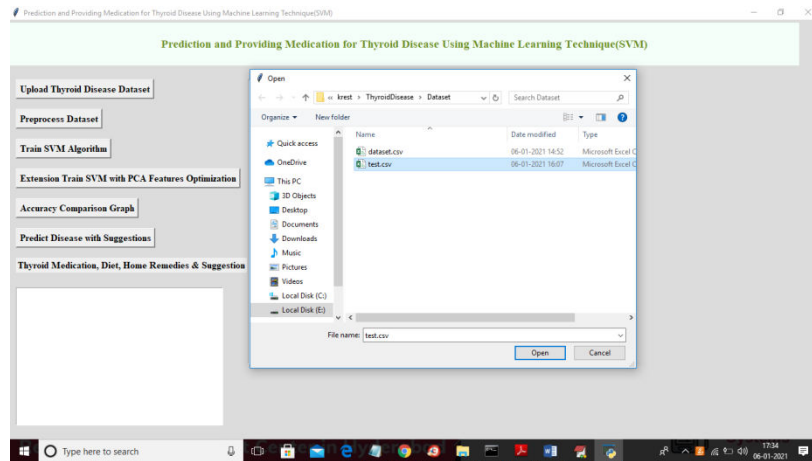 Prediction and Providing Medication for Thyroid Disease Using Machine Learning Technique(SVM)
Prediction and Providing Medication for Thyroid Disease Using Machine Learning Technique(SVM)
Upload Thyroid Disease Dataset
Preprocess Dataset
Train SVM Algorithm
Extension Train SVM with PCA Features Optimization
Accuracy Comparison Graph
Predict Disease with Suggestions
Thyroid Medication, Diet, Home Remedies & Suggestion
Open
« krest › ThyroidDisease › Dataset
Search Dataset
Organize
New folder
Name Date modified Type
dataset.csv 06-01-2021 14:52 Microsoft Excel C
test.csv 06-01-2021 16:07 Microsoft Excel C
Quick access
OneDrive
This PC
3D Objects
Desktop
Documents
Downloads
Music
Pictures
Videos
Local Disk (C:)
Local Disk (E:)
File name: test.csv
Open Cancel
Type here to search
17:34
06-01-2021